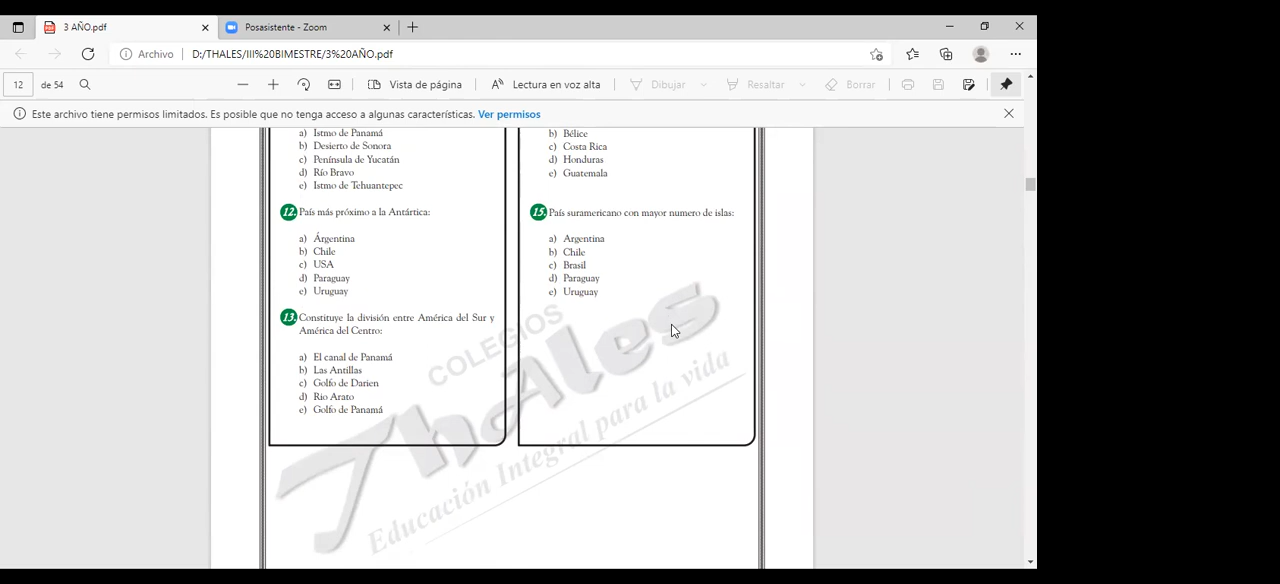 3 AÑO.pdf
Posasistente - Zoom
Archivo
D:/THALES/III%20BIMESTRE/3%20AÑO.pdf
12
de 54
Vista de página
Lectura en voz alta
Dibujar
Resaltar
Borrar
Este archivo tiene permisos limitados. Es posible que no tenga acceso a algunas características. Ver permisos
a) Istmo de Panamá
b) Desierto de Sonora
c) Península de Yucatán
d) Río Bravo
e) Istmo de Tehuantepec
12. País más próximo a la Antártica:
a) Árgentina
b) Chile
c) USA
d) Paraguay
e) Uruguay
13. Constituye la división entre América del Sur y
América del Centro:
a) El canal de Panamá
b) Las Antillas
c) Golfo de Darien
d) Rio Arato
e) Golfo de Panamá
b) Bélice
c) Costa Rica
d) Honduras
e) Guatemala
15. País suramericano con mayor numero de islas:
a) Argentina
b) Chile
c) Brasil
d) Paraguay
e) Uruguay
COLEGIOS
Thales
Educación Integral para la vida